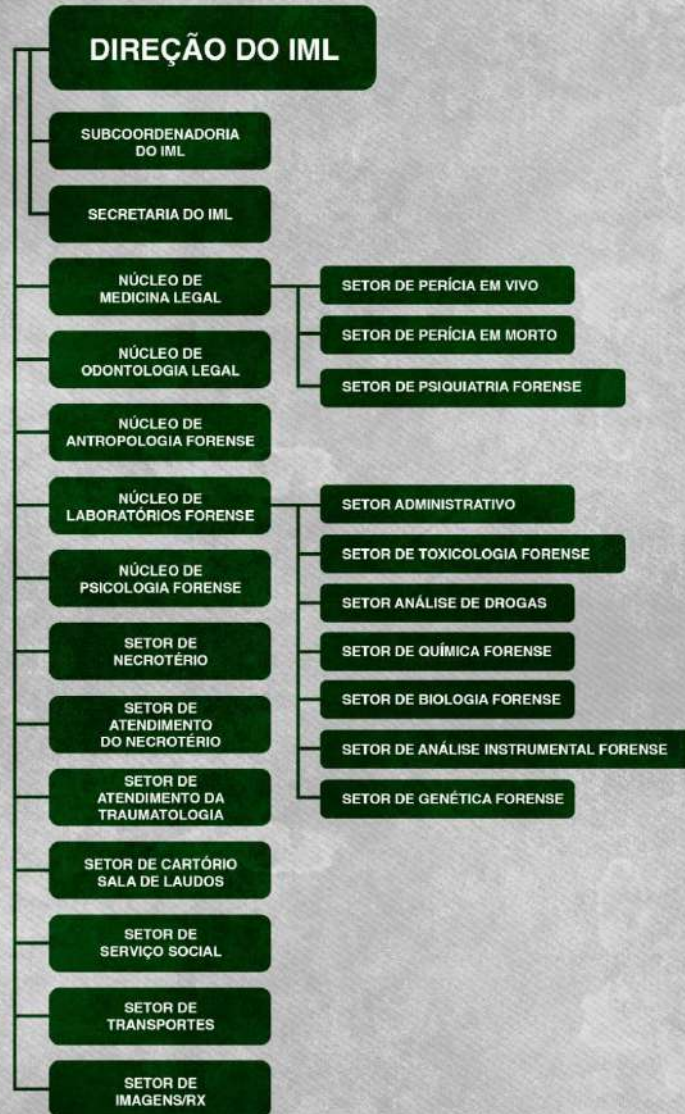 DIREÇÃO DO IML
SUBCOORDENADORIA
DO IML
SECRETARIA DO IML
NÚCLEO DE
MEDICINA LEGAL
SETOR DE PERÍCIA EM VIVO
SETOR DE PERÍCIA EM MORTO
SETOR DE PSIQUIATRIA FORENSE
NÚCLEO DE
ODONTOLOGIA LEGAL
NÚCLEO DE
ANTROPOLOGIA FORENSE
NÚCLEO DE
LABORATÓRIOS FORENSE
SETOR ADMINISTRATIVO
SETOR DE TOXICOLOGIA FORENSE
SETOR ANÁLISE DE DROGAS
SETOR DE QUÍMICA FORENSE
SETOR DE BIOLOGIA FORENSE
SETOR DE ANÁLISE INSTRUMENTAL FORENSE
SETOR DE GENÉTICA FORENSE
NÚCLEO DE
PSICOLOGIA FORENSE
SETOR DE
NECROTÉRIO
SETOR DE
ATENDIMENTO
DO NECROTÉRIO
SETOR DE
ATENDIMENTO DA
TRAUMATOLOGIA
SETOR DE CARTÓRIO
SALA DE LAUDOS
SETOR DE
SERVIÇO SOCIAL
SETOR DE
TRANSPORTES
SETOR DE
IMAGENS/RX